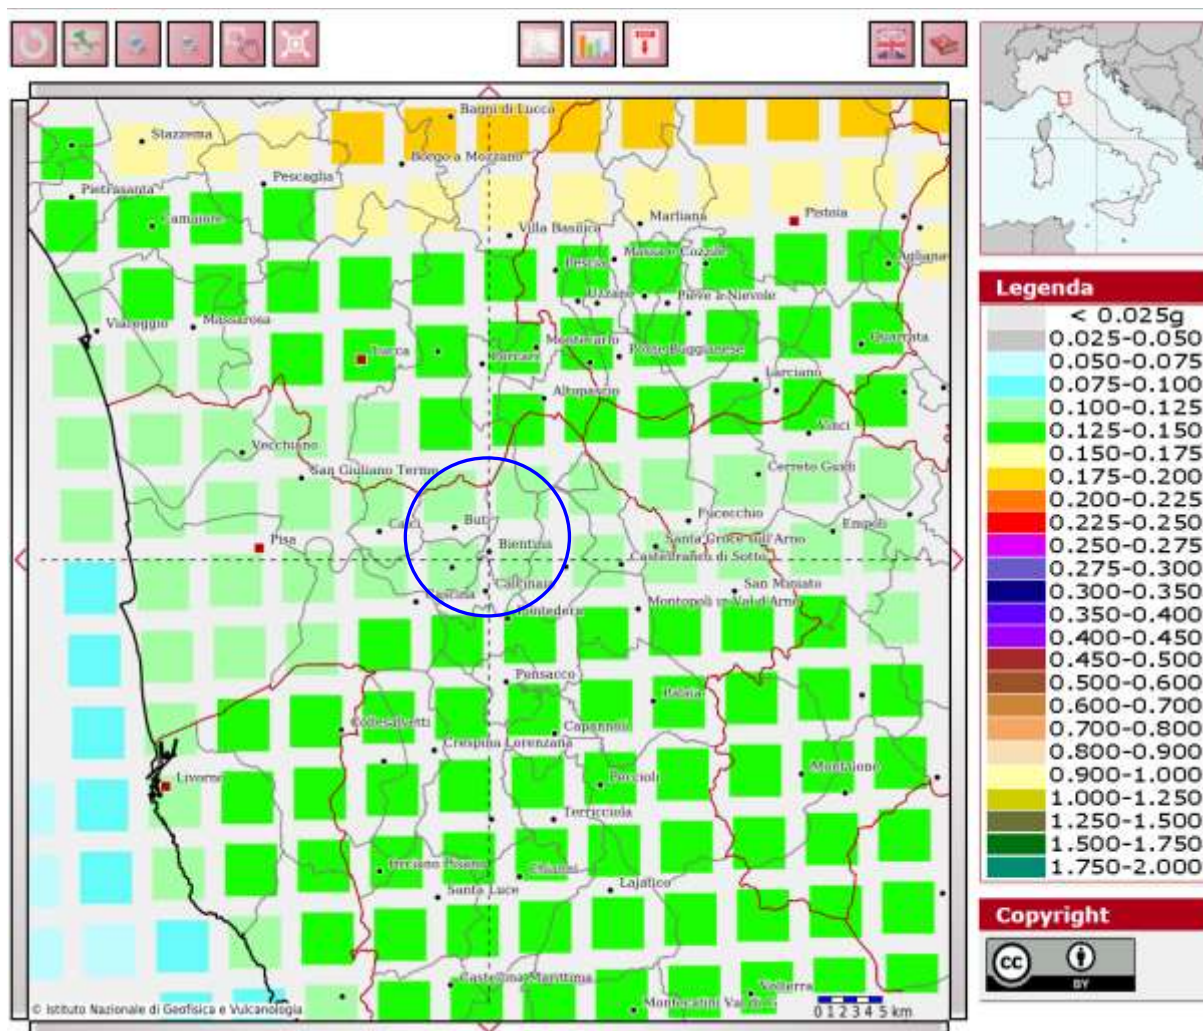 Bagni di Lucca
Stazzema
Borgo a Mozzano
Pescaglia
Pietrasanta
Camaiore
Villa Basilica
Marliana
Pistoia
Pescia
Massa e Cozzile
Agliane
Uzzano
Pieve a Nievole
Viareggio
Massarosa
Lucca
Montecarlo
Porcari
Ponte Buggianese
Quarrata
Larciano
Altopascio
Vinci
Vecchiano
San Giuliano Terme
Cerreto Guidi
Fucecchio
Empoli
Calci
Buti
Pisa
Bientina
Santa Croce sull'Arno
Castelfranco di Sotto
Cascina
Calcinaia
San Miniato
Montopoli in Val d'Arno
Pontedera
Ponsacco
Palaia
Collesalvetti
Capannoli
Crespina Lorenzana
Livorno
Peccioli
Montaione
Terricciola
Orciano Pisano
Chianni
Santa Luce
Lajatico
Castellina Marittima
Volterra
Montecatini Val di C
© Istituto Nazionale di Geofisica e Vulcanologia
0 1 2 3 4 5 km
Legenda
< 0.025g
0.025-0.050
0.050-0.075
0.075-0.100
0.100-0.125
0.125-0.150
0.150-0.175
0.175-0.200
0.200-0.225
0.225-0.250
0.250-0.275
0.275-0.300
0.300-0.350
0.350-0.400
0.400-0.450
0.450-0.500
0.500-0.600
0.600-0.700
0.700-0.800
0.800-0.900
0.900-1.000
1.000-1.250
1.250-1.500
1.500-1.750
1.750-2.000
Copyright
cc
BY